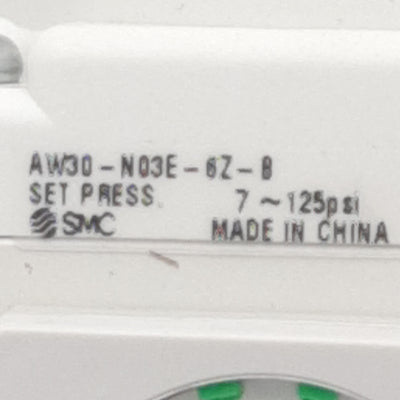 AW30-N03E-6Z-B
SET PRESS. 7~125psi
SMC MADE IN CHINA